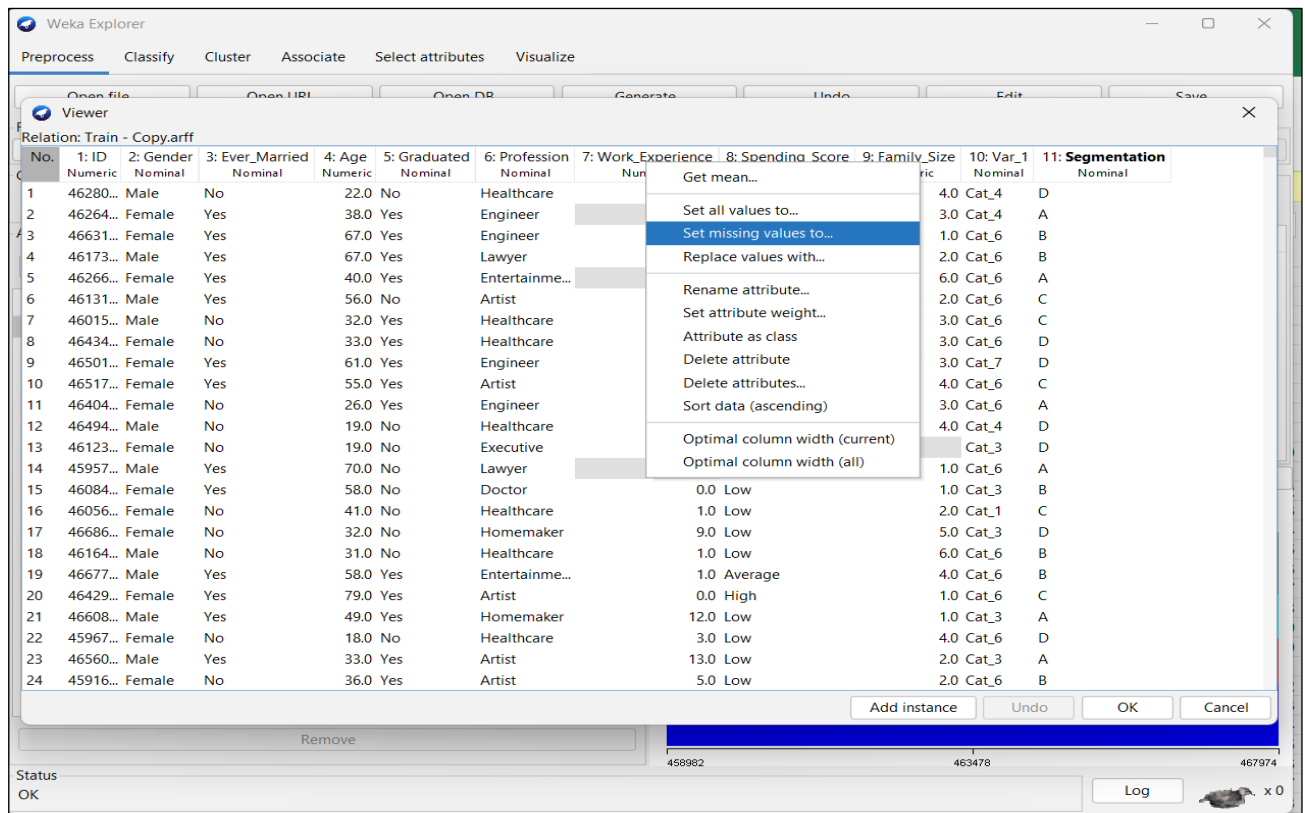 Weka Explorer
Preprocess Classify Cluster Associate Select attributes Visualize
Open file Open URL Open DB Generate Undo Edit Save
Viewer
Relation: Train - Copy.arff
No. 1: ID 2: Gender 3: Ever_Married 4: Age 5: Graduated 6: Profession 7: Work_Experience 8: Spending_Score 9: Family_Size 10: Var_1 11: Segmentation
Numeric Nominal Nominal Numeric Nominal Nominal Num ric Nominal Nominal
Get mean...
Set all values to...
Set missing values to...
Replace values with...
Rename attribute...
Set attribute weight...
Attribute as class
Delete attribute
Delete attributes...
Sort data (ascending)
Optimal column width (current)
Optimal column width (all)
1 46280... Male No 22.0 No Healthcare 4.0 Cat_4 D
2 46264... Female Yes 38.0 Yes Engineer 3.0 Cat_4 A
3 46631... Female Yes 67.0 Yes Engineer 1.0 Cat_6 B
4 46173... Male Yes 67.0 Yes Lawyer 2.0 Cat_6 B
5 46266... Female Yes 40.0 Yes Entertainme... 6.0 Cat_6 A
6 46131... Male Yes 56.0 No Artist 2.0 Cat_6 C
7 46015... Male No 32.0 Yes Healthcare 3.0 Cat_6 C
8 46434... Female No 33.0 Yes Healthcare 3.0 Cat_6 D
9 46501... Female Yes 61.0 Yes Engineer 3.0 Cat_7 D
10 46517... Female Yes 55.0 Yes Artist 4.0 Cat_6 C
11 46404... Female No 26.0 Yes Engineer 3.0 Cat_6 A
12 46494... Male No 19.0 No Healthcare 4.0 Cat_4 D
13 46123... Female No 19.0 No Executive Cat_3 D
14 45957... Male Yes 70.0 No Lawyer 1.0 Cat_6 A
15 46084... Female Yes 58.0 No Doctor 0.0 Low 1.0 Cat_3 B
16 46056... Female No 41.0 No Healthcare 1.0 Low 2.0 Cat_1 C
17 46686... Female No 32.0 No Homemaker 9.0 Low 5.0 Cat_3 D
18 46164... Male No 31.0 No Healthcare 1.0 Low 6.0 Cat_6 B
19 46677... Male Yes 58.0 Yes Entertainme... 1.0 Average 4.0 Cat_6 B
20 46429... Female Yes 79.0 Yes Artist 0.0 High 1.0 Cat_6 C
21 46608... Male Yes 49.0 Yes Homemaker 12.0 Low 1.0 Cat_3 A
22 45967... Female No 18.0 No Healthcare 3.0 Low 4.0 Cat_6 D
23 46560... Male Yes 33.0 Yes Artist 13.0 Low 2.0 Cat_3 A
24 45916... Female No 36.0 Yes Artist 5.0 Low 2.0 Cat_6 B
Add instance Undo OK Cancel
Remove
458982 463478 467974
Status
OK
Log x 0